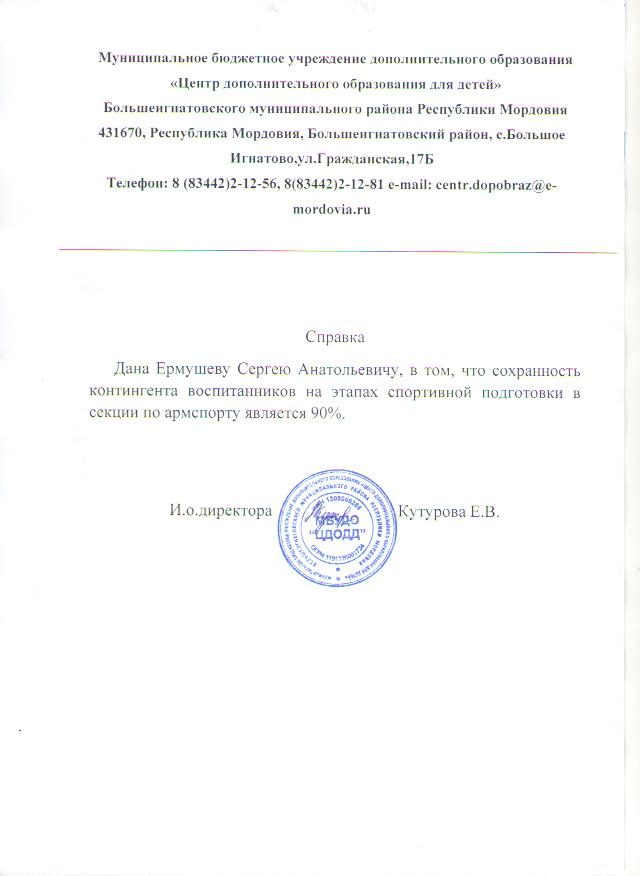 Муниципальное бюджетное учреждение дополнительного образования
«Центр дополнительного образования для детей»
Большеигнатовского муниципального района Республики Мордовия
431670, Республика Мордовия, Большеигнатовский район, с.Большое
Игнатово,ул.Гражданская,17Б
Телефон: 8 (83442)2-12-56, 8(83442)2-12-81 e-mail: centr.dopobraz@e-
mordovia.ru
Справка
Дана Ермушеву Сергею Анатольевичу, в том, что сохранность
контингента воспитанников на этапах спортивной подготовки в
секции по армспорту является 90%.
И.о.директора Кутурова Е.В.
МБУДО
"ЦДОДД"